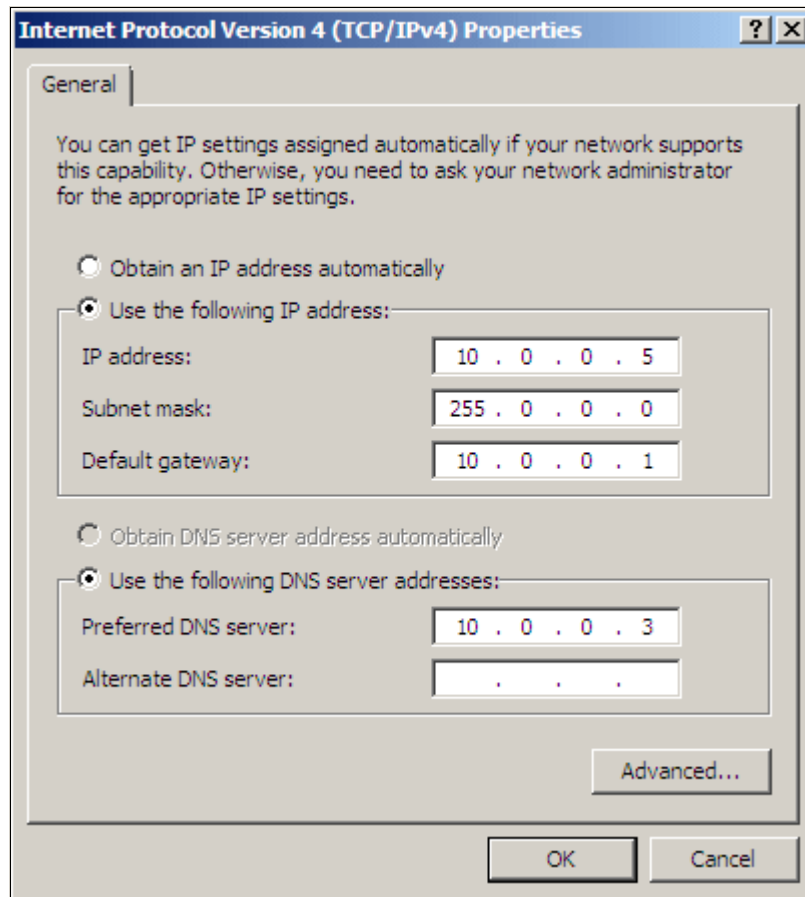 Internet Protocol Version 4 (TCP/IPv4) Properties
General
You can get IP settings assigned automatically if your network supports
this capability. Otherwise, you need to ask your network administrator
for the appropriate IP settings.
Obtain an IP address automatically
Use the following IP address:
IP address: 10 . 0 . 0 . 5
Subnet mask: 255 . 0 . 0 . 0
Default gateway: 10 . 0 . 0 . 1
Obtain DNS server address automatically
Use the following DNS server addresses:
Preferred DNS server: 10 . 0 . 0 . 3
Alternate DNS server: . . .
Advanced...
OK Cancel